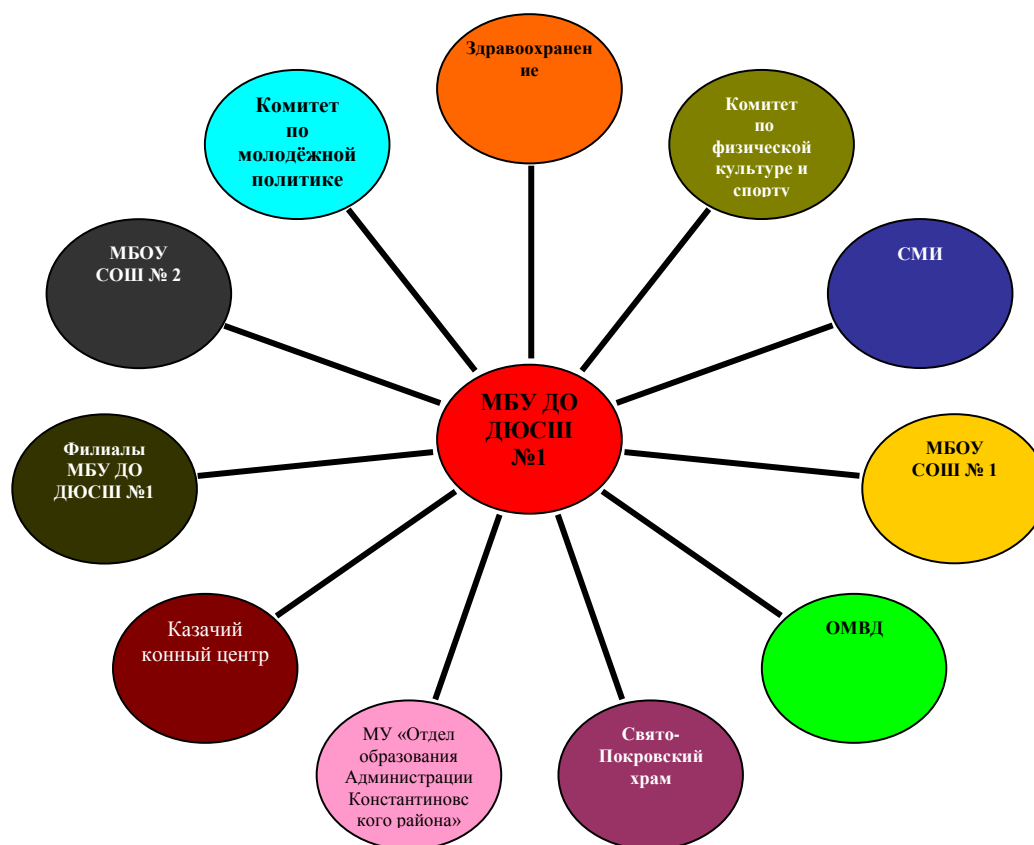 Здравоохранен
ие
Комитет
по
молодёжной
политике
Комитет
по
физической
культуре и
спорту
МБОУ
СОШ № 2
СМИ
МБУ ДО
ДЮСШ
№1
Филиалы
МБУ ДО
ДЮСШ №1
МБОУ
СОШ № 1
Казачий
конный центр
ОМВД
МУ «Отдел
образования
Администрации
Константиновс
кого района»
Свято-
Покровский
храм